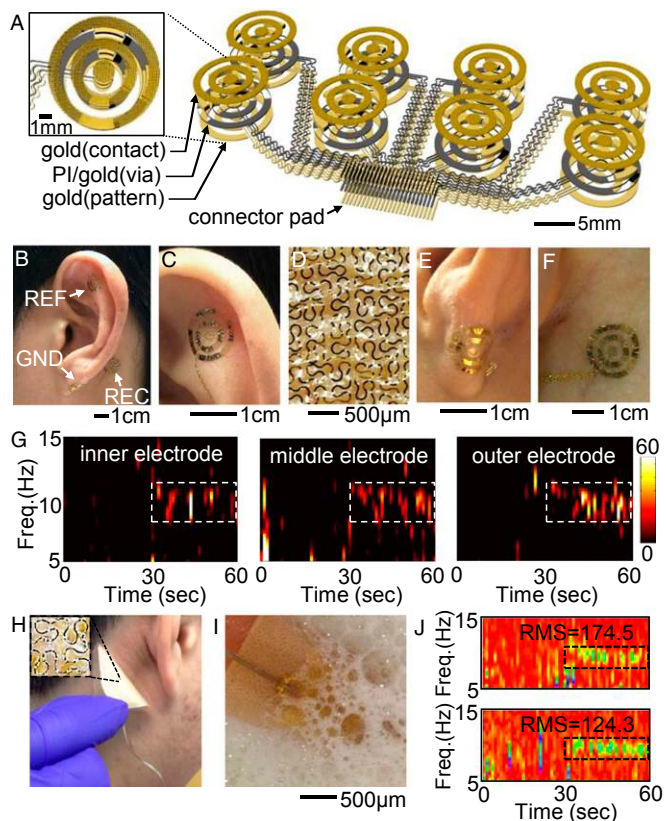 A
1mm
gold(contact)
PI/gold(via)
gold(pattern)
connector pad
5mm
B
REF
GND
REC
1cm
C
1cm
D
500µm
E
1cm
F
1cm
G
15
10
5
Freq.(Hz)
inner electrode
middle electrode
outer electrode
60
0
0 30 60
Time (sec)
0 30 60
Time (sec)
0 30 60
Time (sec)
H
I
500µm
J
15
5
Freq.(Hz)
RMS=174.5
15
5
Freq.(Hz)
RMS=124.3
0 30 60
Time (sec)